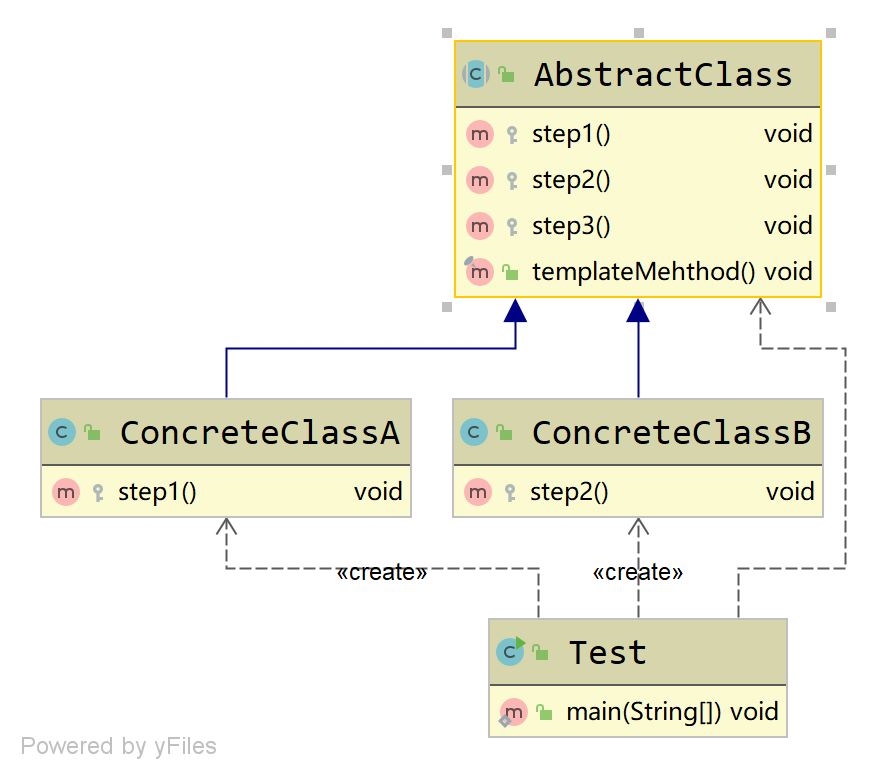 AbstractClass
step1() void
step2() void
step3() void
templateMehthod() void
ConcreteClassA
step1() void
ConcreteClassB
step2() void
«create»
«create»
Test
main(String[]) void
Powered by yFiles